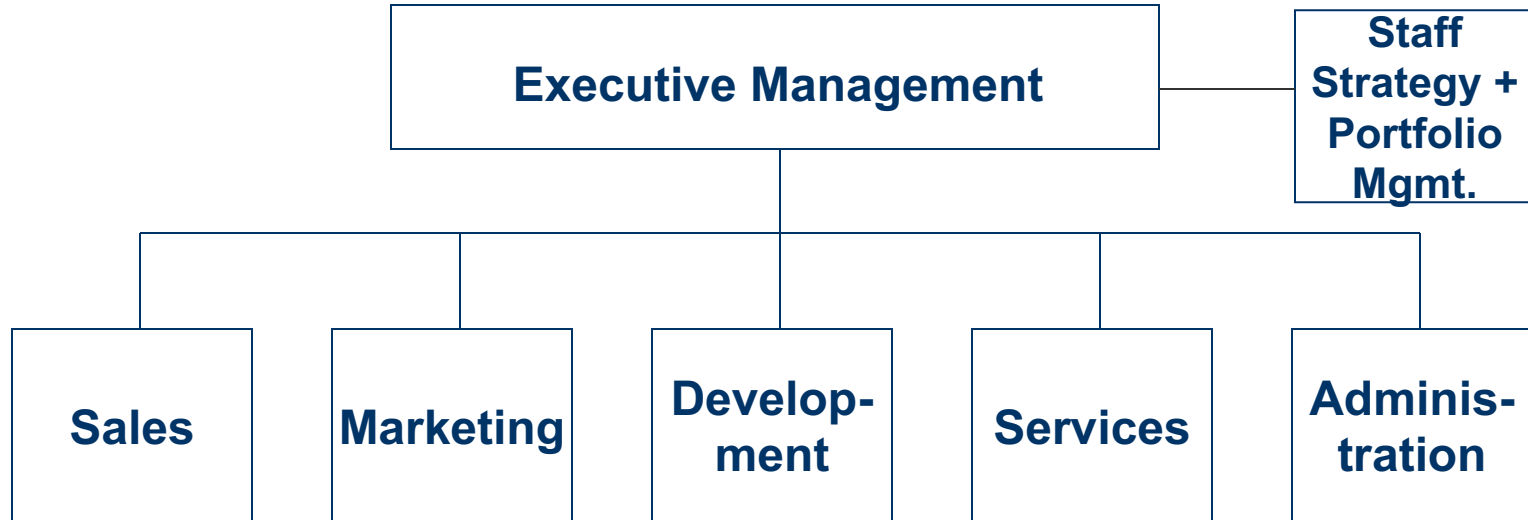 Executive Management
Staff
Strategy +
Portfolio
Mgmt.
Sales
Marketing
Develop-
ment
Services
Adminis-
tration